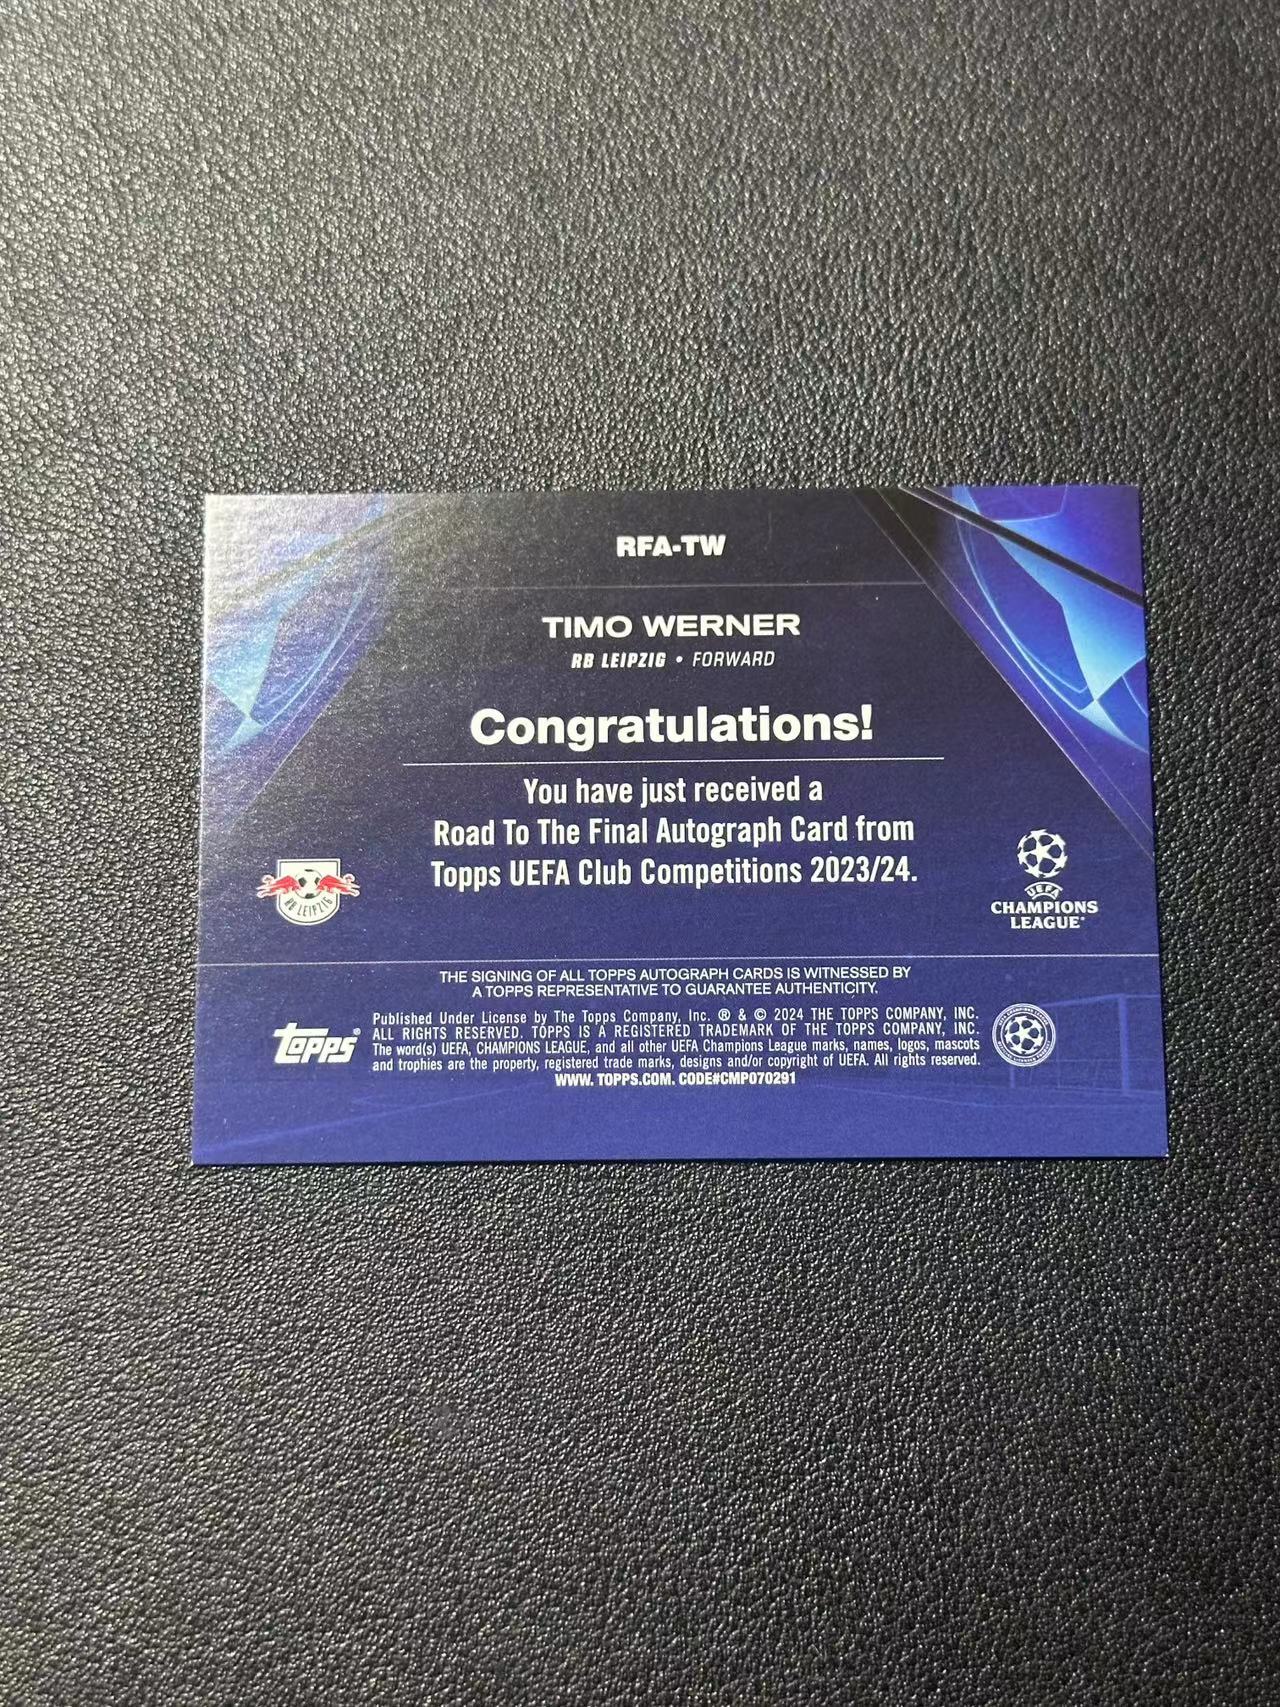 RFA-TW
TIMO WERNER
RB LEIPZIG • FORWARD
Congratulations!
You have just received a
Road To The Final Autograph Card from
Topps UEFA Club Competitions 2023/24.
RB LEIPZIG
UEFA
CHAMPIONS
LEAGUE®
THE SIGNING OF ALL TOPPS AUTOGRAPH CARDS IS WITNESSED BY
A TOPPS REPRESENTATIVE TO GUARANTEE AUTHENTICITY.
topps®
Published Under License by The Topps Company, Inc. ® & © 2024 THE TOPPS COMPANY, INC.
ALL RIGHTS RESERVED. TOPPS IS A REGISTERED TRADEMARK OF THE TOPPS COMPANY, INC.
The word(s) UEFA, CHAMPIONS LEAGUE, and all other UEFA Champions League marks, names, logos, mascots
and trophies are the property, registered trade marks, designs and/or copyright of UEFA. All rights reserved.
WWW. TOPPS.COM. CODE#CMP070291